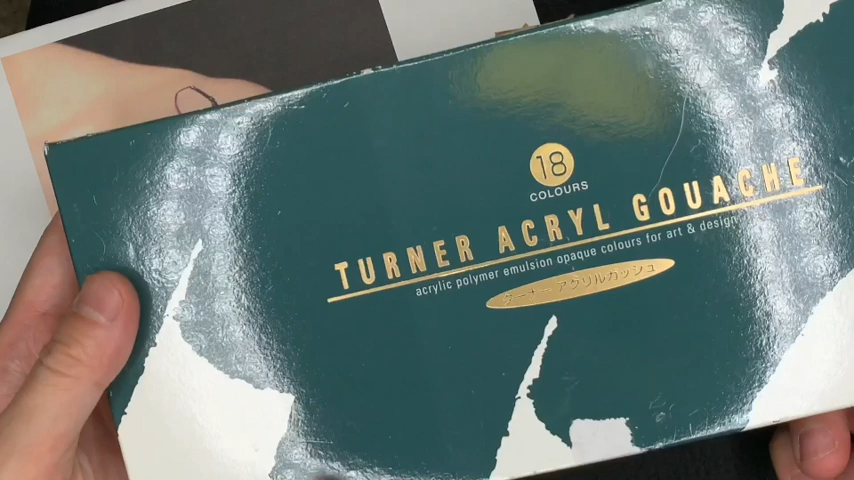 18
COLOURS
TURNER ACRYL GOUACHE
acrylic polymer emulsion opaque colours for art & design
ターナー アクリルガッシュ